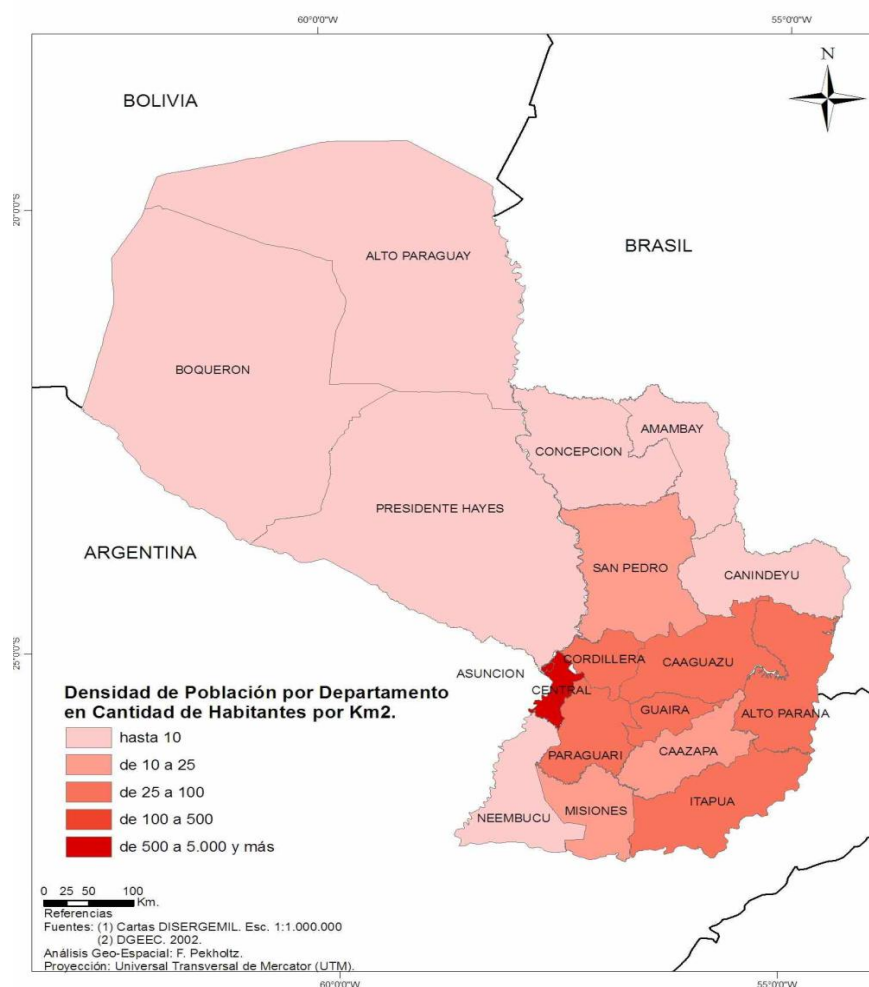 60°0'0"W
55°0'0"W
N
BOLIVIA
20°0'0"S
BRASIL
ALTO PARAGUAY
BOQUERON
AMAMBAY
CONCEPCION
PRESIDENTE HAYES
ARGENTINA
SAN PEDRO
CANINDEYU
25°0'0"S
ASUNCION
CORDILLERA
CAAGUAZU
CENTRAL
GUAIRA
ALTO PARANA
PARAGUARI
CAAZAPA
ITAPUA
MISIONES
NEEMBUCU
Densidad de Población por Departamento
en Cantidad de Habitantes por Km2.
hasta 10
de 10 a 25
de 25 a 100
de 100 a 500
de 500 a 5.000 y más
0 25 50 100
Km.
Referencias
Fuentes: (1) Cartas DISERGEMIL. Esc. 1:1.000.000
(2) DGEEC. 2002.
Análisis Geo-Espacial: F. Pekholtz.
Proyección: Universal Transversal de Mercator (UTM).
60°0'0"W
55°0'0"W